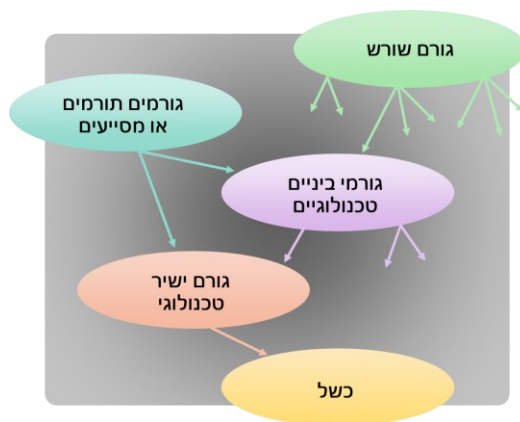 גורם שורש
גורמים תורמים
או מסייעים
גורמי ביניים
טכנולוגיים
גורם ישיר
טכנולוגי
כשל